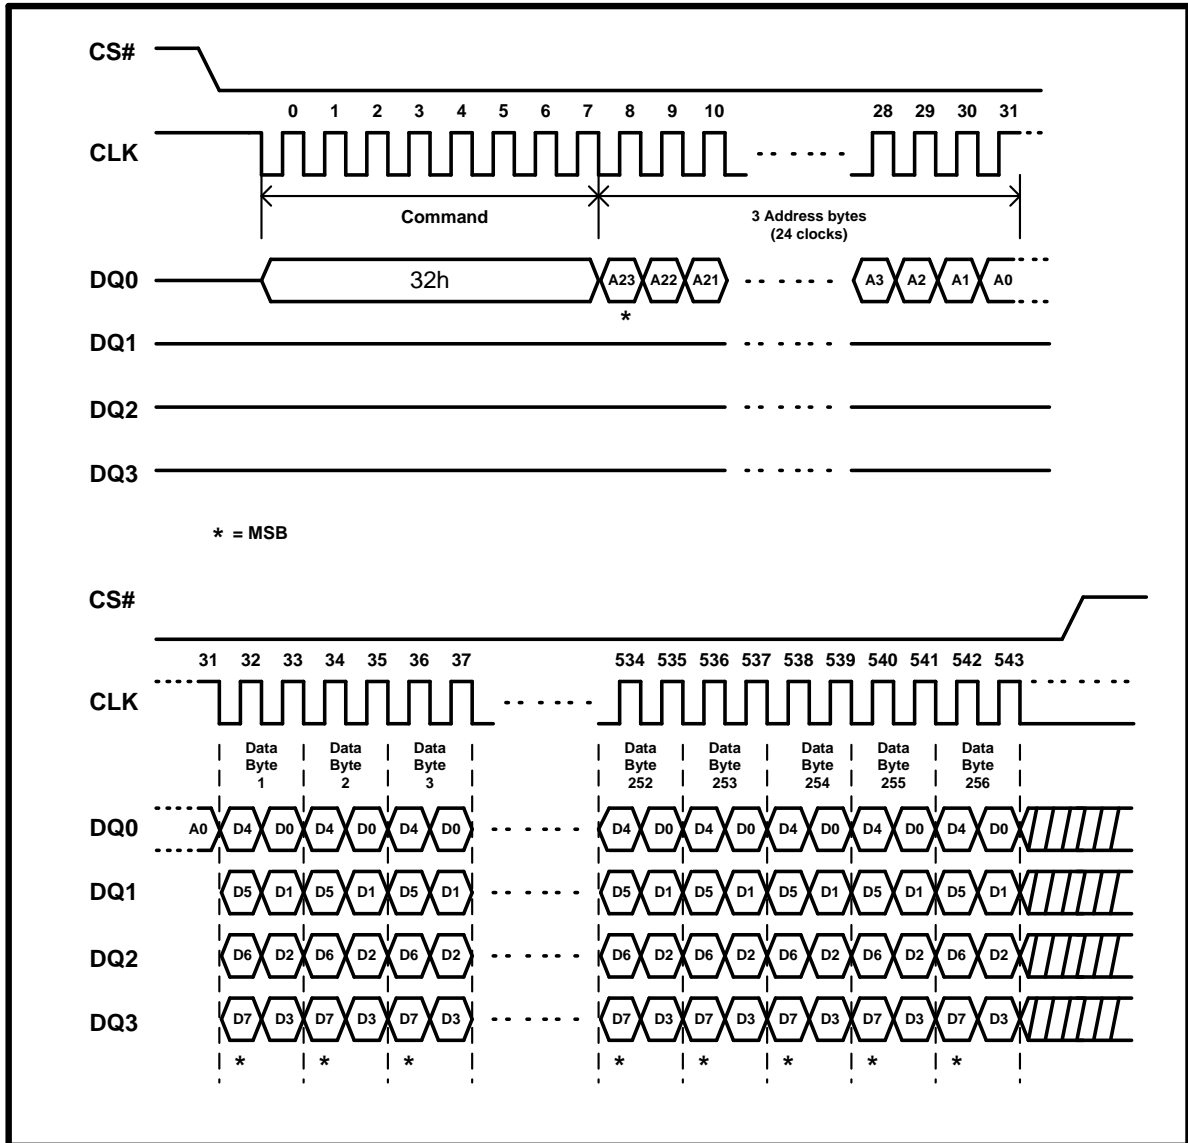 CS#
0 1 2 3 4 5 6 7 8 9 10 28 29 30 31
CLK
Command
3 Address bytes
(24 clocks)
DQ0 32h A23 A22 A21 A3 A2 A1 A0
*
DQ1
DQ2
DQ3
* = MSB
CS#
31 32 33 34 35 36 37 534 535 536 537 538 539 540 541 542 543
CLK
Data Data Data Data Data Data Data Data
Byte Byte Byte Byte Byte Byte Byte Byte
1 2 3 252 253 254 255 256
DQ0 A0 D4 D0 D4 D0 D4 D0 D4 D0 D4 D0 D4 D0 D4 D0 D4 D0
DQ1 D5 D1 D5 D1 D5 D1 D5 D1 D5 D1 D5 D1 D5 D1 D5 D1
DQ2 D6 D2 D6 D2 D6 D2 D6 D2 D6 D2 D6 D2 D6 D2 D6 D2
DQ3 D7 D3 D7 D3 D7 D3 D7 D3 D7 D3 D7 D3 D7 D3 D7 D3
* * * * * * * *